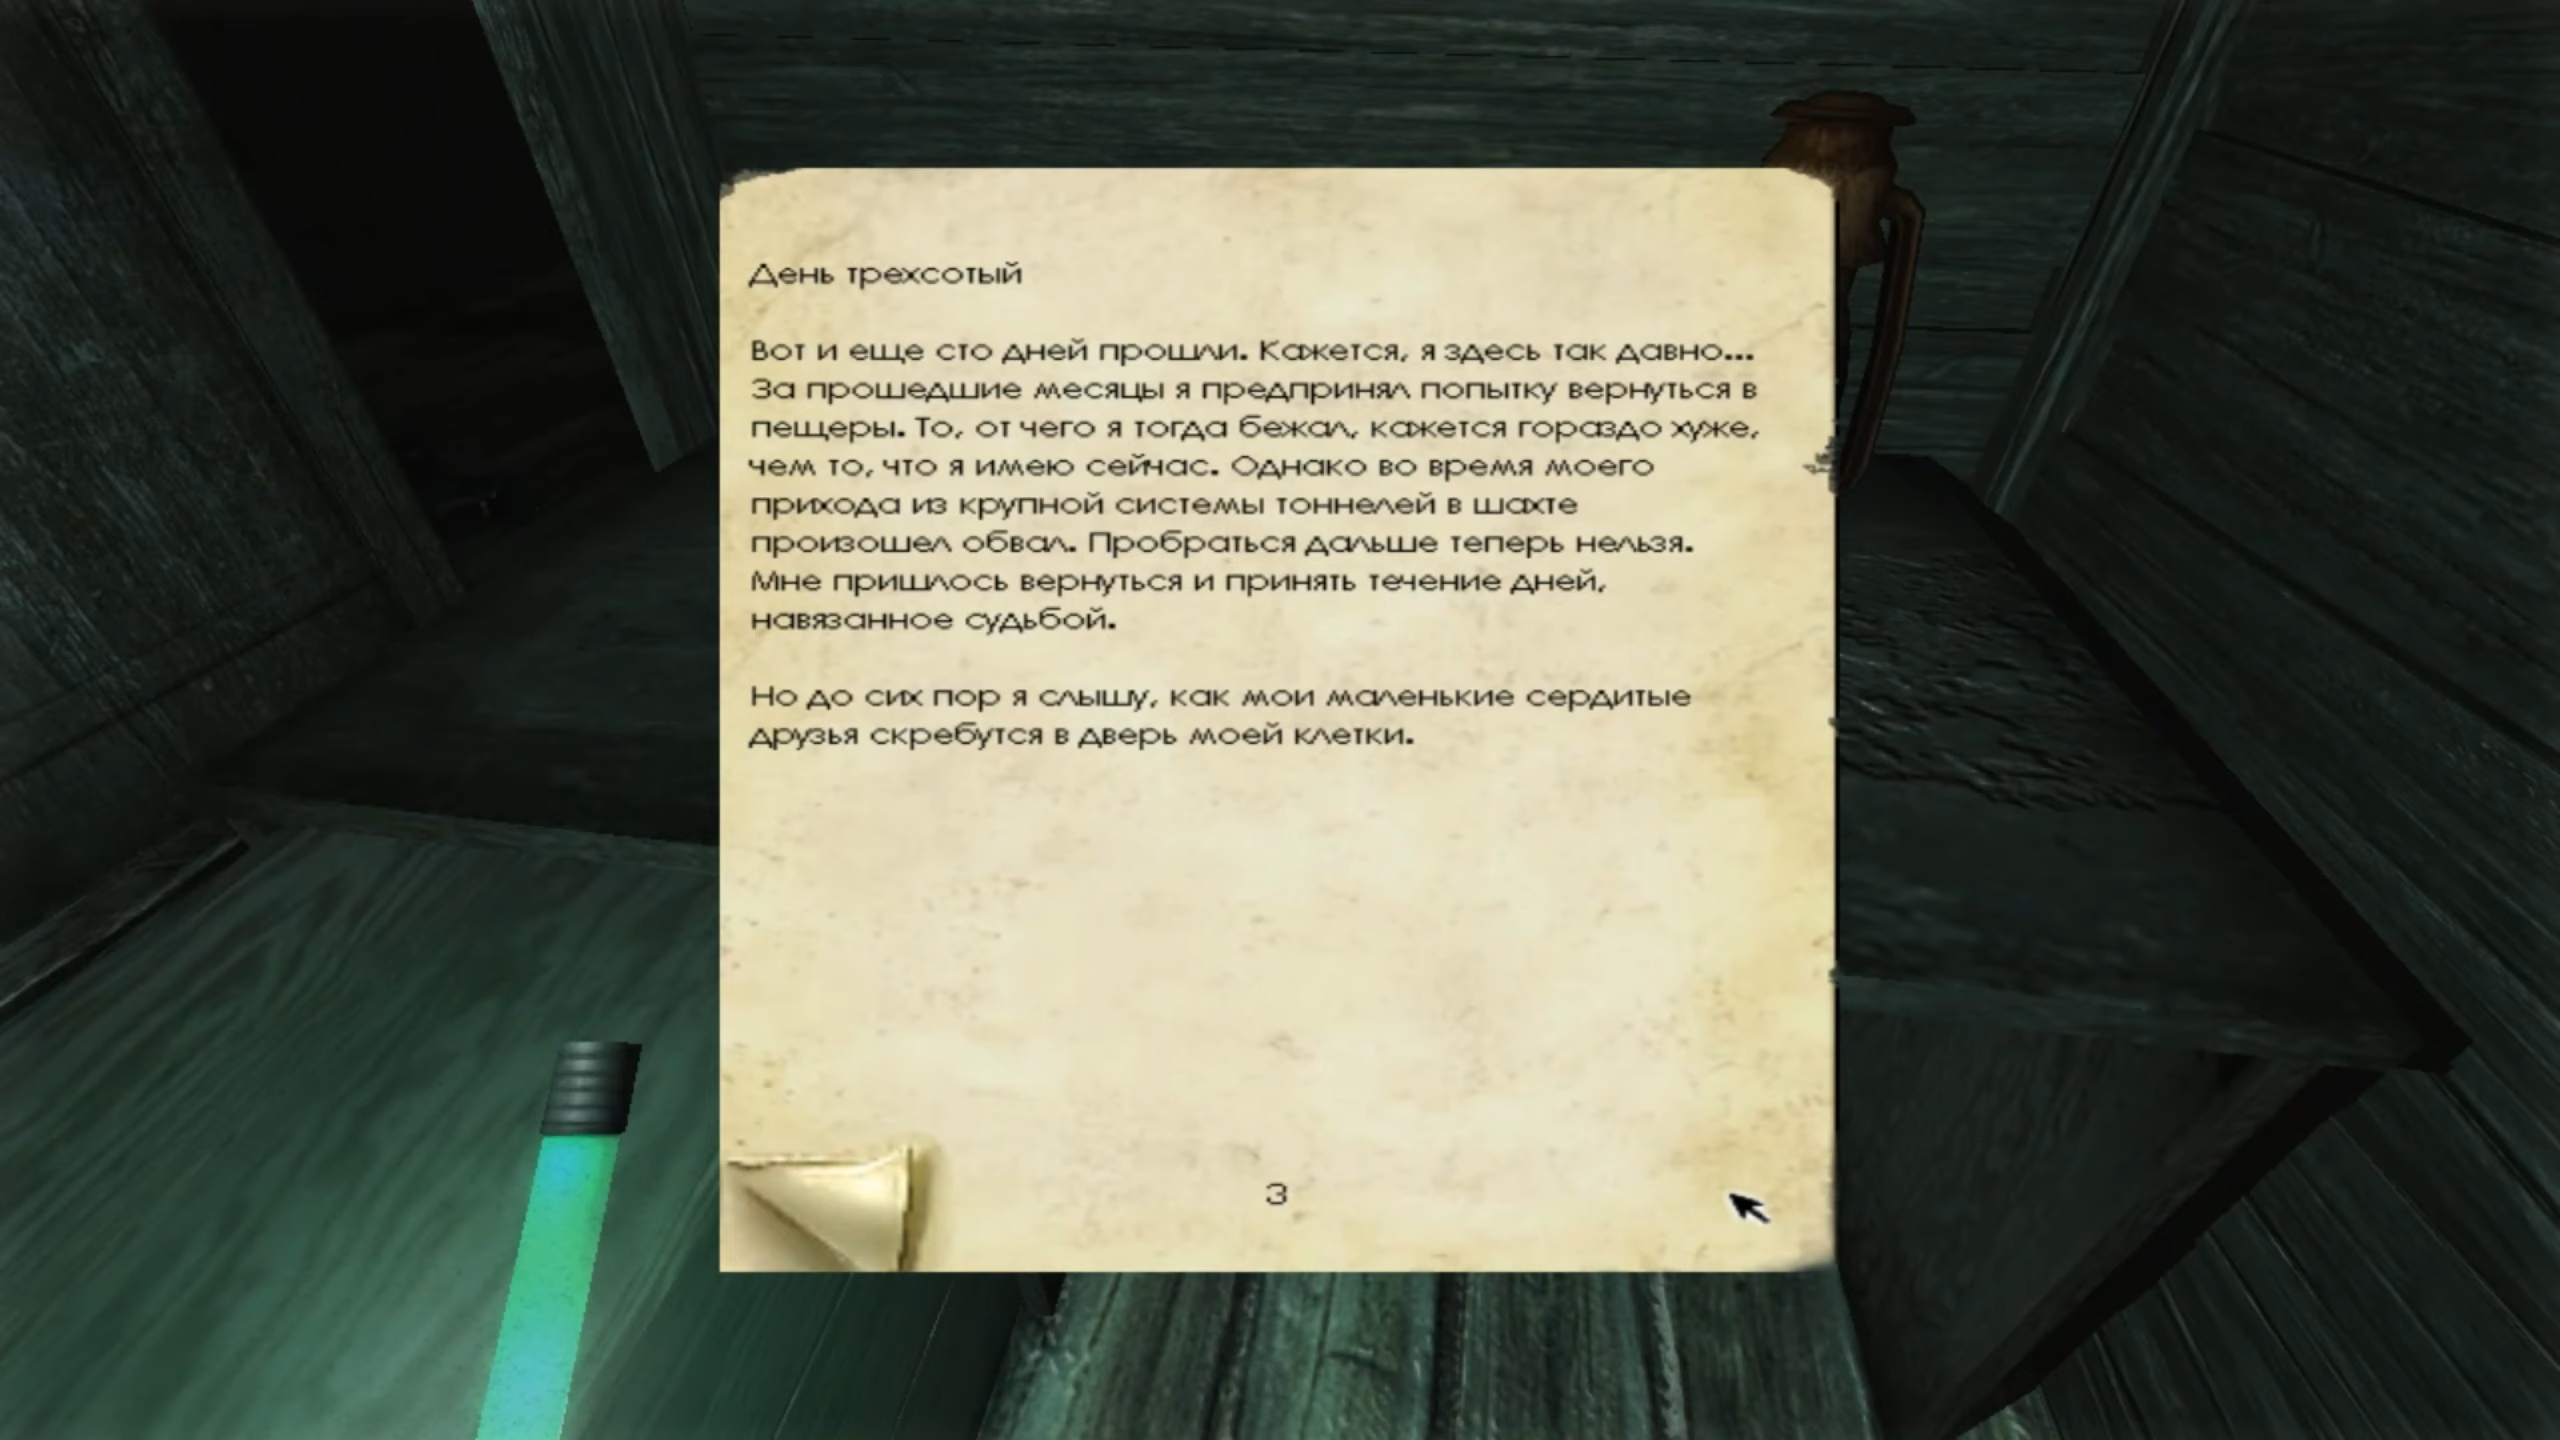 День трехсотый
Вот и еще сто дней прошли. Кажется, я здесь так давно...
За прошедшие месяцы я предпринял попытку вернуться в
пещеры. То, от чего я тогда бежал, кажется гораздо хуже,
чем то, что я имею сейчас. Однако во время моего
прихода из крупной системы тоннелей в шахте
произошел обвал. Пробраться дальше теперь нельзя.
Мне пришлось вернуться и принять течение дней,
навязанное судьбой.
Но до сих пор я слышу, как мои маленькие сердитые
друзья скребутся в дверь моей клетки.
3